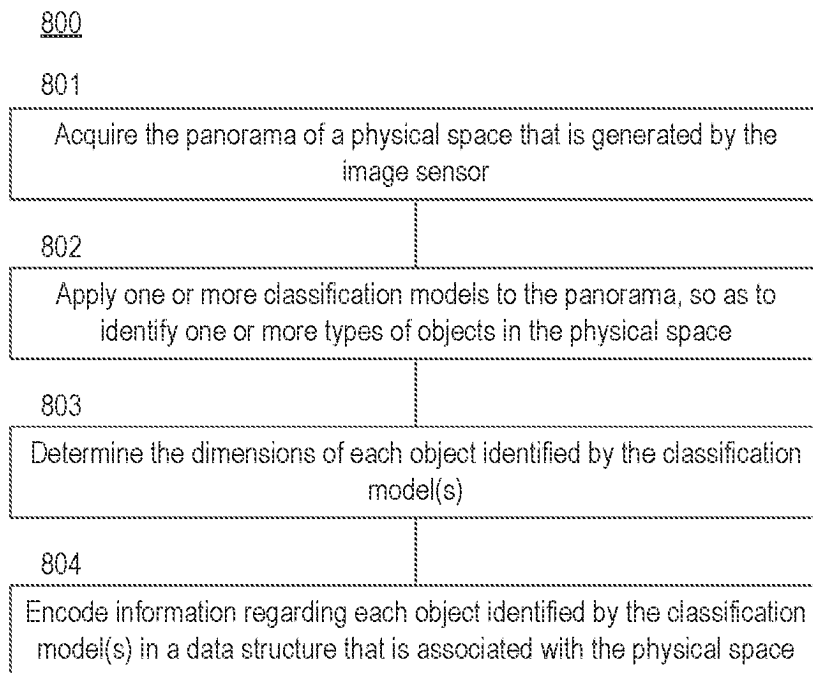 800
801
Acquire the panorama of a physical space that is generated by the
image sensor
802
Apply one or more classification models to the panorama, so as to
identify one or more types of objects in the physical space
803
Determine the dimensions of each object identified by the classification
model(s)
804
Encode information regarding each object identified by the classification
model(s) in a data structure that is associated with the physical space